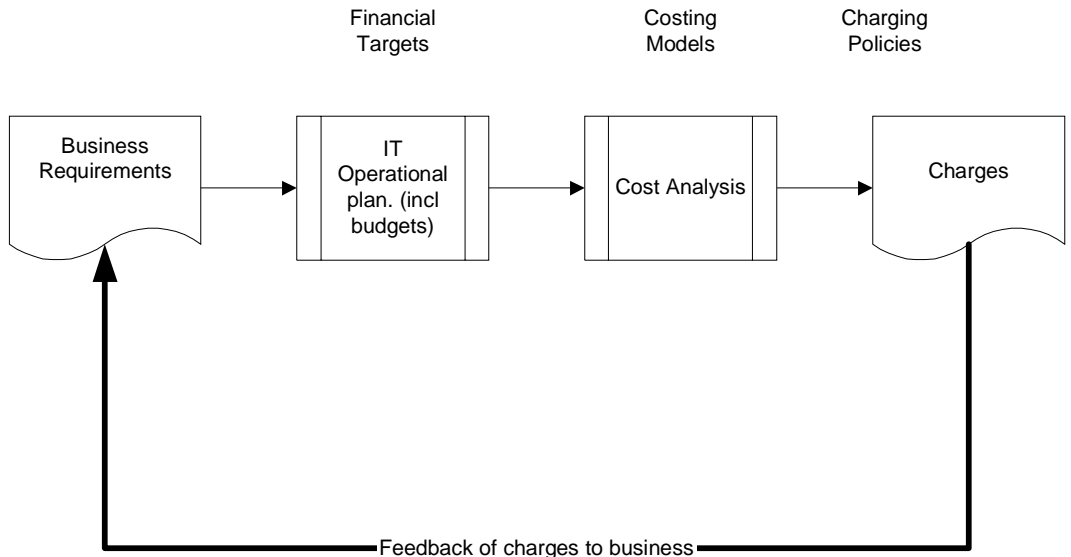 Financial
Targets
Costing
Models
Charging
Policies
Business
Requirements
IT
Operational
plan. (incl
budgets)
Cost Analysis
Charges
Feedback of charges to business